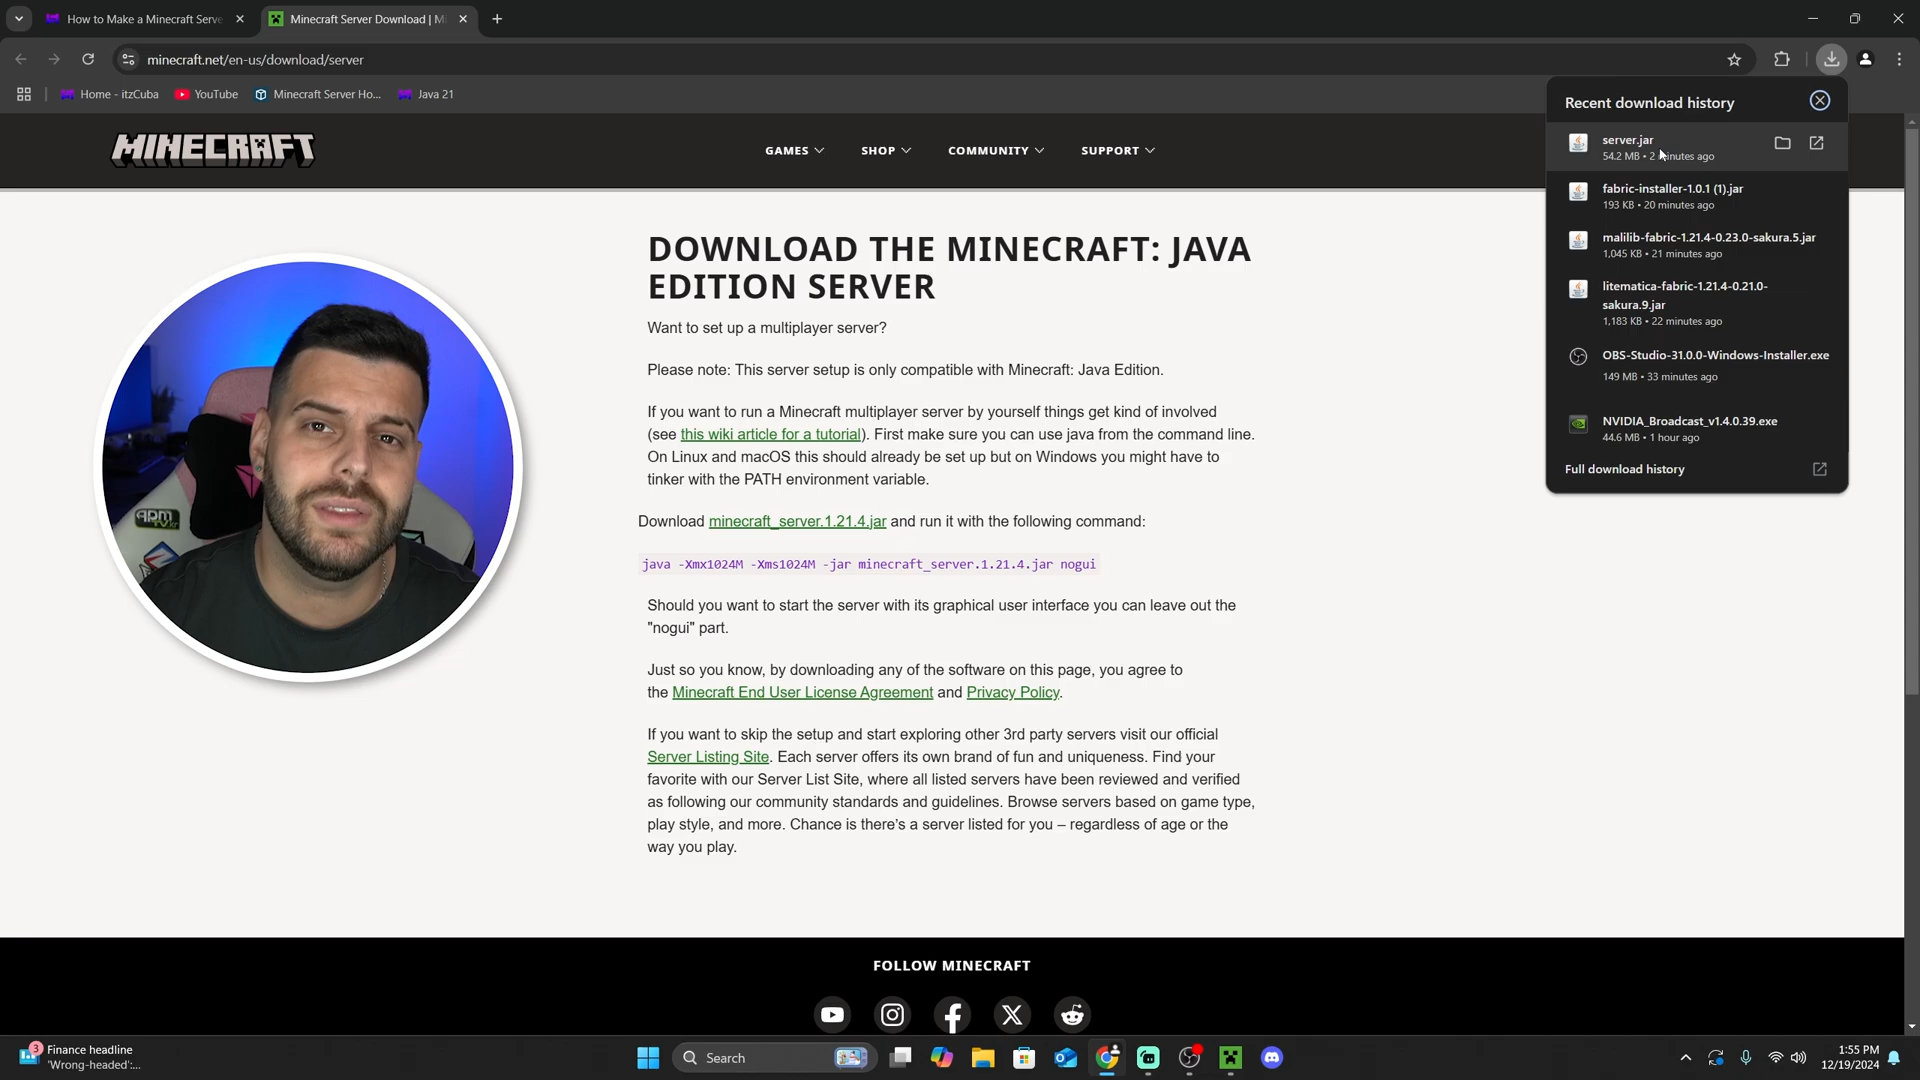 How to Make a Minecraft Serve
Minecraft Server Download | M
minecraft.net/en-us/download/server
Home - itzCuba
YouTube
Minecraft Server Ho...
Java 21
Recent download history
server.jar
54.2 MB • 2 minutes ago
fabric-installer-1.0.1 (1).jar
193 KB • 20 minutes ago
malilib-fabric-1.21.4-0.23.0-sakura.5.jar
1,045 KB • 21 minutes ago
litematica-fabric-1.21.4-0.21.0-
sakura.9.jar
1,183 KB • 22 minutes ago
OBS-Studio-31.0.0-Windows-Installer.exe
149 MB • 33 minutes ago
NVIDIA_Broadcast_v1.4.0.39.exe
44.6 MB • 1 hour ago
Full download history
MINECRAFT
GAMES
SHOP
COMMUNITY
SUPPORT
DOWNLOAD THE MINECRAFT: JAVA
EDITION SERVER
Want to set up a multiplayer server?
Please note: This server setup is only compatible with Minecraft: Java Edition.
If you want to run a Minecraft multiplayer server by yourself things get kind of involved
(see this wiki article for a tutorial). First make sure you can use java from the command line.
On Linux and macOS this should already be set up but on Windows you might have to
tinker with the PATH environment variable.
Download minecraft_server.1.21.4.jar and run it with the following command:
java -Xmx1024M -Xms1024M -jar minecraft_server.1.21.4.jar nogui
Should you want to start the server with its graphical user interface you can leave out the
"nogui" part.
Just so you know, by downloading any of the software on this page, you agree to
the Minecraft End User License Agreement and Privacy Policy.
If you want to skip the setup and start exploring other 3rd party servers visit our official
Server Listing Site. Each server offers its own brand of fun and uniqueness. Find your
favorite with our Server List Site, where all listed servers have been reviewed and verified
as following our community standards and guidelines. Browse servers based on game type,
play style, and more. Chance is there's a server listed for you – regardless of age or the
way you play.
FOLLOW MINECRAFT
3
Finance headline
'Wrong-headed':...
Search
1:55 PM
12/19/2024